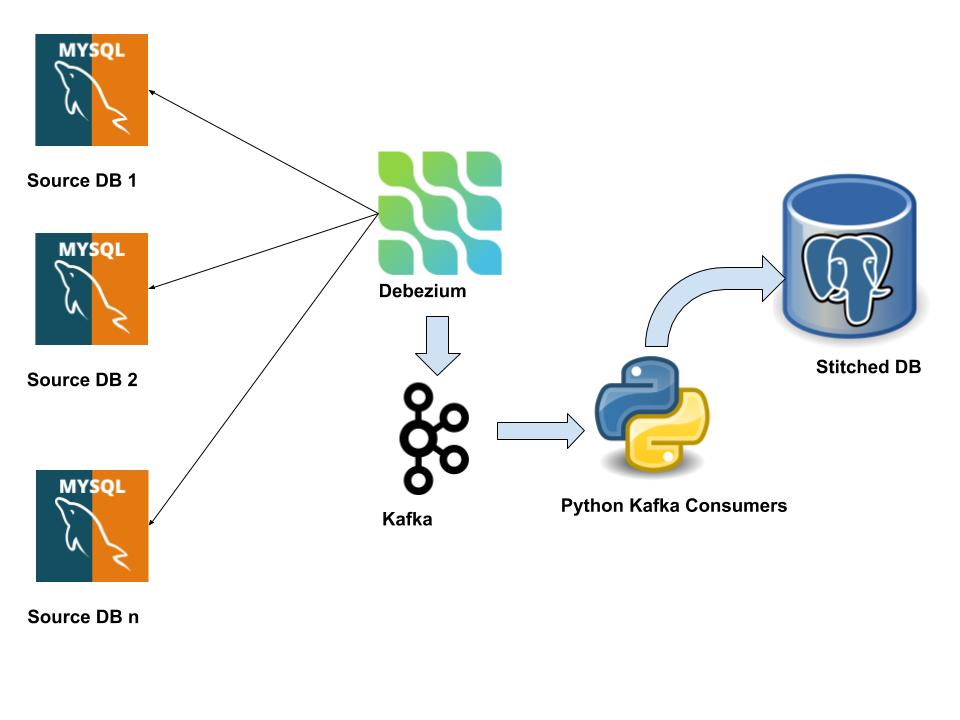 MYSQL
Source DB 1
MYSQL
Source DB 2
MYSQL
Source DB n
Debezium
Kafka
Python Kafka Consumers
Stitched DB